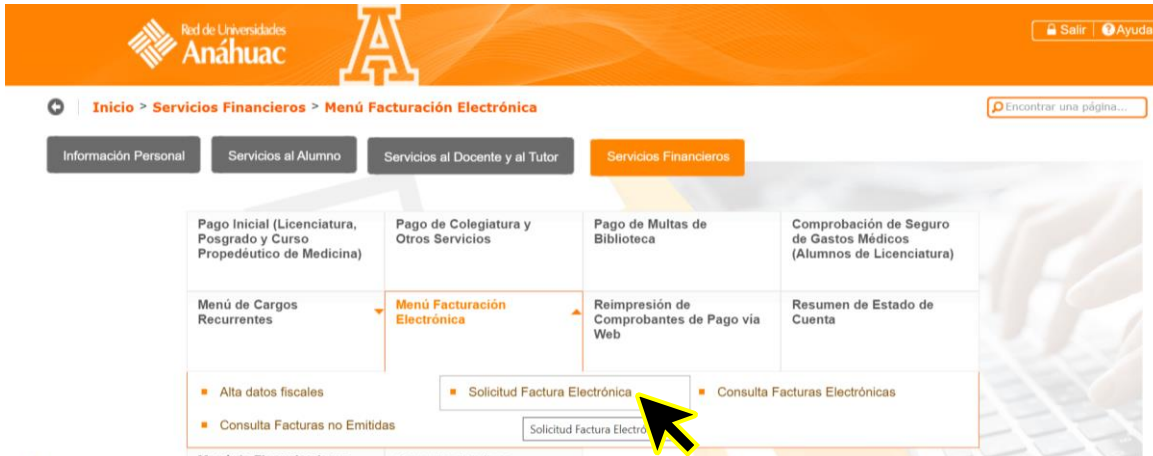 Red de Universidades
Anáhuac
A
Salir | Ayuda
Inicio > Servicios Financieros > Menú Facturación Electrónica
Encontrar una página...
Información Personal
Servicios al Alumno
Servicios al Docente y al Tutor
Servicios Financieros
Pago Inicial (Licenciatura,
Posgrado y Curso
Propedéutico de Medicina)
Pago de Colegiatura y
Otros Servicios
Pago de Multas de
Biblioteca
Comprobación de Seguro
de Gastos Médicos
(Alumnos de Licenciatura)
Menú de Cargos
Recurrentes
Menú Facturación
Electrónica
Reimpresión de
Comprobantes de Pago vía
Web
Resumen de Estado de
Cuenta
Alta datos fiscales
Solicitud Factura Electrónica
Consulta Facturas Electrónicas
Consulta Facturas no Emitidas
Solicitud Factura